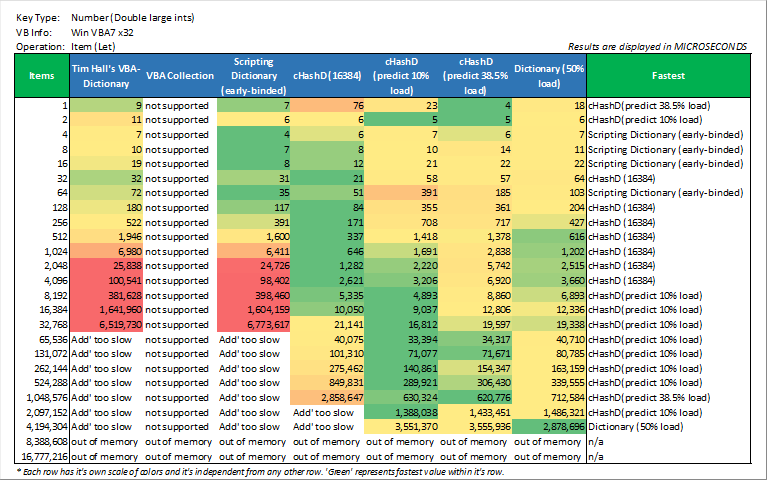 Key Type: Number (Double large ints)
VB Info: Win VBA7 x32
Operation: Item (Let)
Results are displayed in MICROSECONDS
Items Tim Hall's VBA-Dictionary VBA Collection Scripting Dictionary (early-binded) cHashD (16384) cHashD (predict 10% load) cHashD (predict 38.5% load) Dictionary (50% load) Fastest
1 9 not supported 7 76 23 4 18 cHashD(predict 38.5% load)
2 11 not supported 6 6 5 5 6 cHashD(predict 10% load)
4 7 not supported 4 6 7 6 7 Scripting Dictionary (early-binded)
8 10 not supported 7 8 10 14 11 Scripting Dictionary (early-binded)
16 19 not supported 8 12 21 22 22 Scripting Dictionary (early-binded)
32 32 not supported 31 21 58 57 64 cHashD (16384)
64 72 not supported 35 51 391 185 103 Scripting Dictionary (early-binded)
128 180 not supported 117 84 355 361 204 cHashD (16384)
256 522 not supported 391 171 708 717 427 cHashD (16384)
512 1,946 not supported 1,600 337 1,418 1,378 616 cHashD (16384)
1,024 6,980 not supported 6,411 646 1,691 2,838 1,202 cHashD (16384)
2,048 25,838 not supported 24,726 1,282 2,220 5,742 2,515 cHashD (16384)
4,096 100,541 not supported 98,402 2,621 3,206 6,920 3,660 cHashD (16384)
8,192 381,628 not supported 398,460 5,335 4,893 8,860 6,893 cHashD(predict 10% load)
16,384 1,641,960 not supported 1,604,159 10,050 9,037 12,806 12,336 cHashD(predict 10% load)
32,768 6,519,730 not supported 6,773,617 21,141 16,812 19,597 19,338 cHashD(predict 10% load)
65,536 Add' too slow not supported Add' too slow 40,075 33,394 34,317 40,710 cHashD(predict 10% load)
131,072 Add' too slow not supported Add' too slow 101,310 71,077 71,671 80,785 cHashD(predict 10% load)
262,144 Add' too slow not supported Add' too slow 275,462 140,861 154,347 163,159 cHashD(predict 10% load)
524,288 Add' too slow not supported Add' too slow 849,831 289,921 306,430 339,555 cHashD(predict 10% load)
1,048,576 Add' too slow not supported Add' too slow 2,858,647 630,324 620,776 712,584 cHashD(predict 38.5% load)
2,097,152 Add' too slow not supported Add' too slow Add' too slow 1,388,038 1,433,451 1,486,321 cHashD(predict 10% load)
4,194,304 Add' too slow not supported Add' too slow Add' too slow 3,551,370 3,555,936 2,878,696 Dictionary (50% load)
8,388,608 out of memory out of memory out of memory out of memory out of memory out of memory out of memory n/a
16,777,216 out of memory out of memory out of memory out of memory out of memory out of memory out of memory n/a
* Each row has it's own scale of colors and it's independent from any other row. 'Green' represents fastest value within it's row.